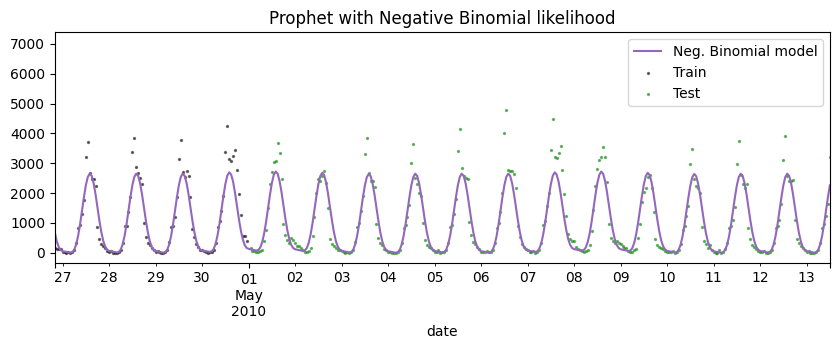 Prophet with Negative Binomial likelihood
7000
6000
5000
4000
3000
2000
1000
0
Neg. Binomial model
Train
Test
27 28 29 30 01 02 03 04 05 06 07 08 09 10 11 12 13
May
2010
date